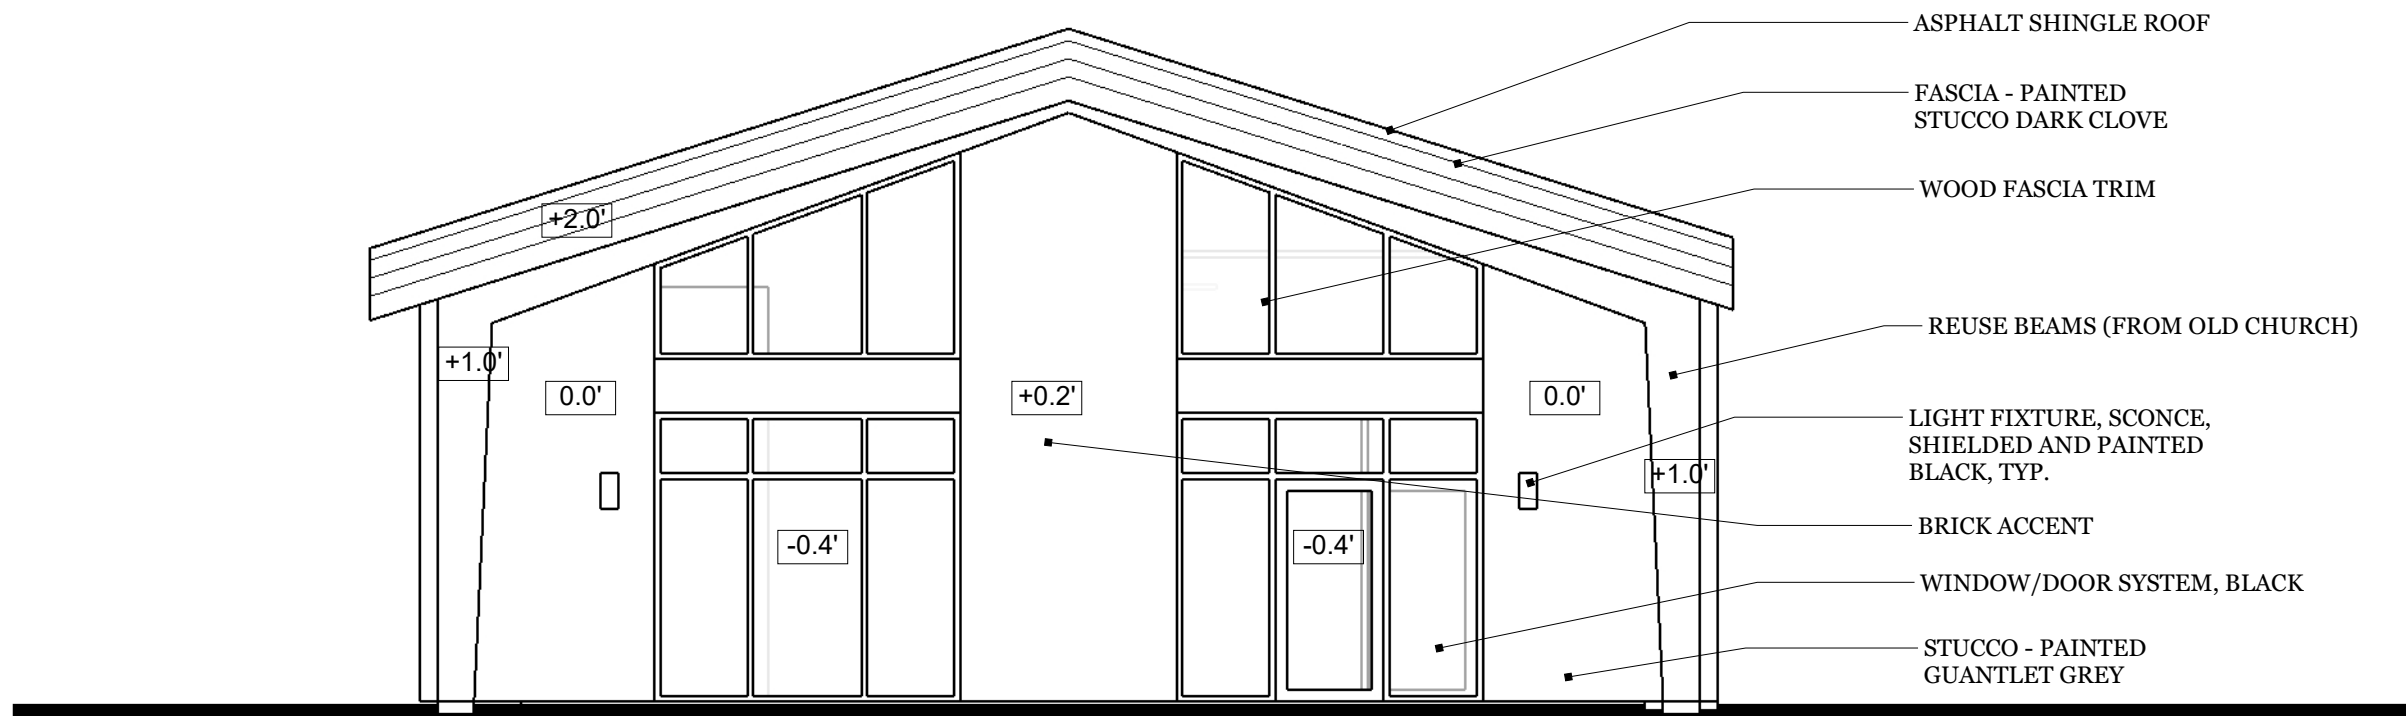 ASPHALT SHINGLE ROOF
FASCIA - PAINTED
STUCCO DARK CLOVE
WOOD FASCIA TRIM
+2.0'
REUSE BEAMS (FROM OLD CHURCH)
+1.0'
0.0'
+0.2'
0.0'
LIGHT FIXTURE, SCONCE,
SHIELDED AND PAINTED
BLACK, TYP.
+1.0'
BRICK ACCENT
-0.4'
-0.4'
WINDOW/DOOR SYSTEM, BLACK
STUCCO - PAINTED
GUANTLET GREY